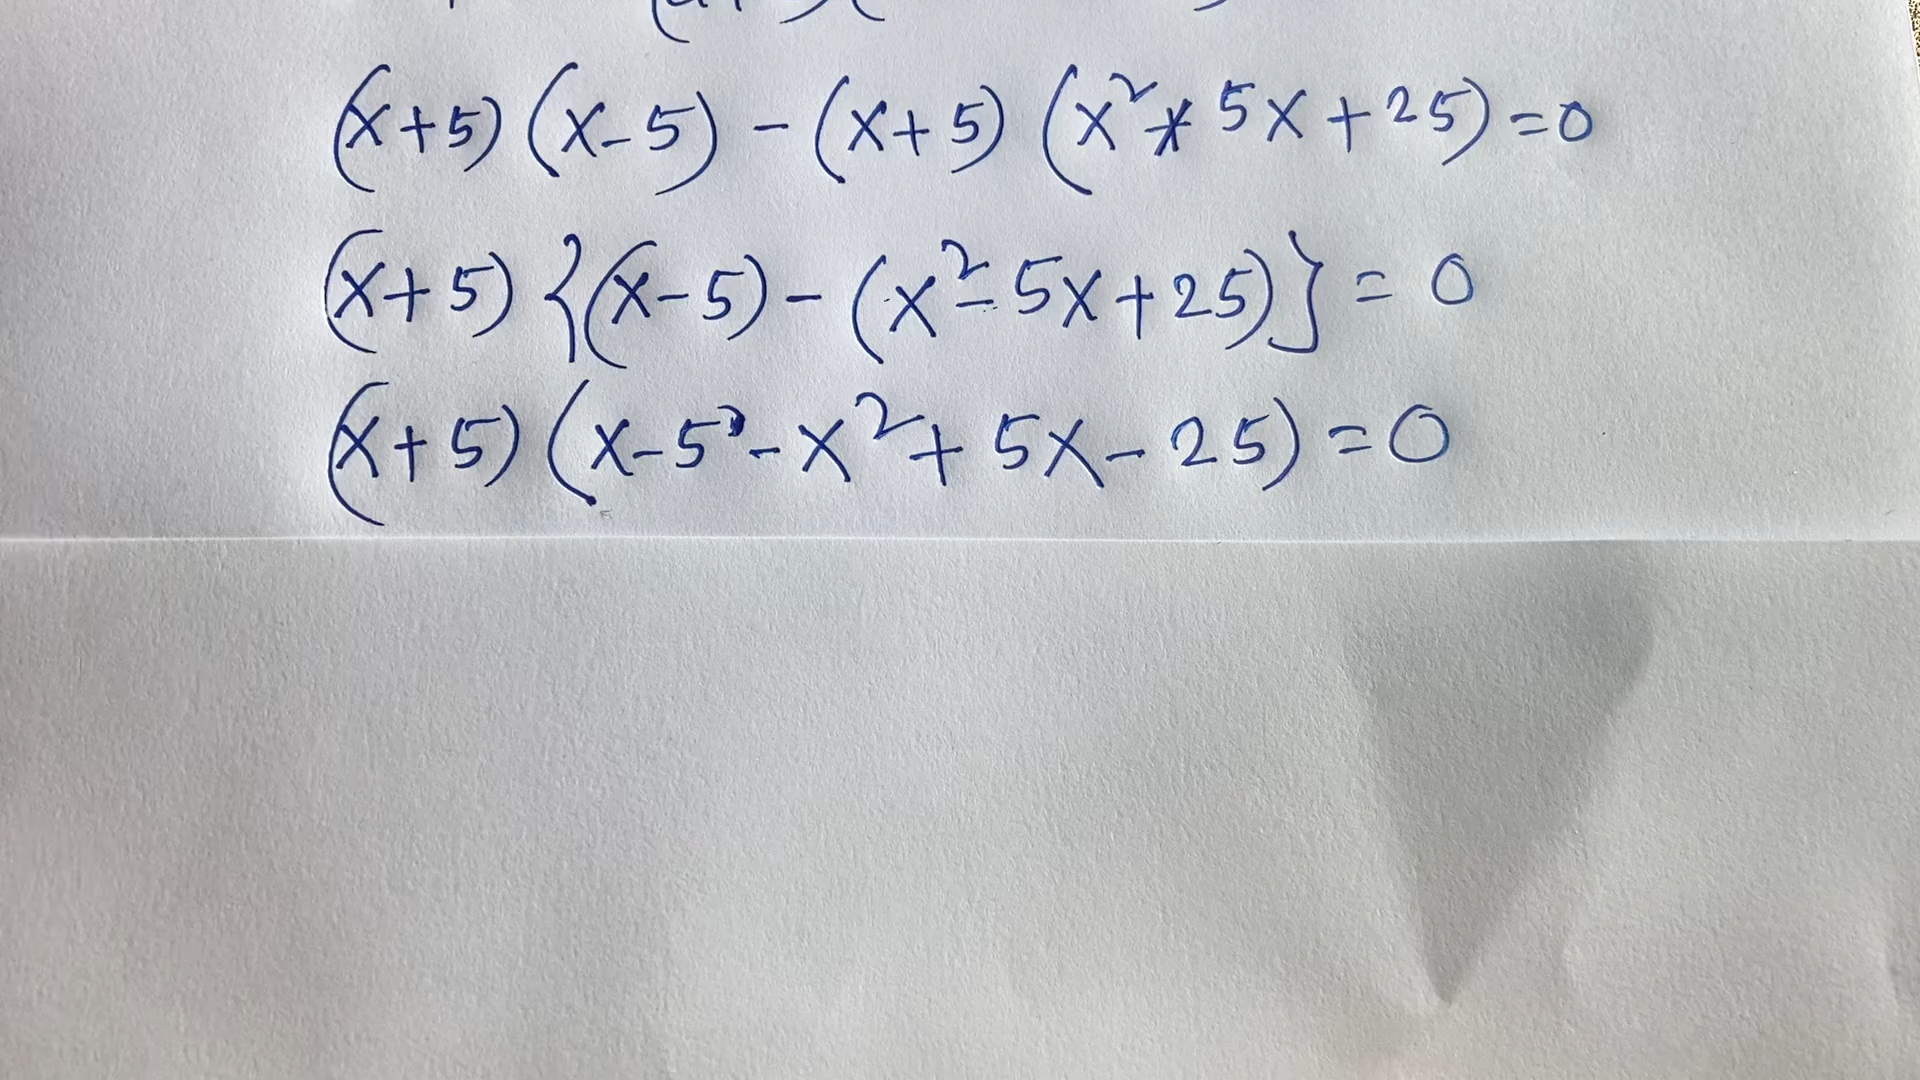 (x+5)(x-5) - (x+5)(x² - 5x+25) = 0
(x+5){(x-5) - (x² - 5x+25)} = 0
(x+5)(x-5 - x² + 5x - 25) = 0